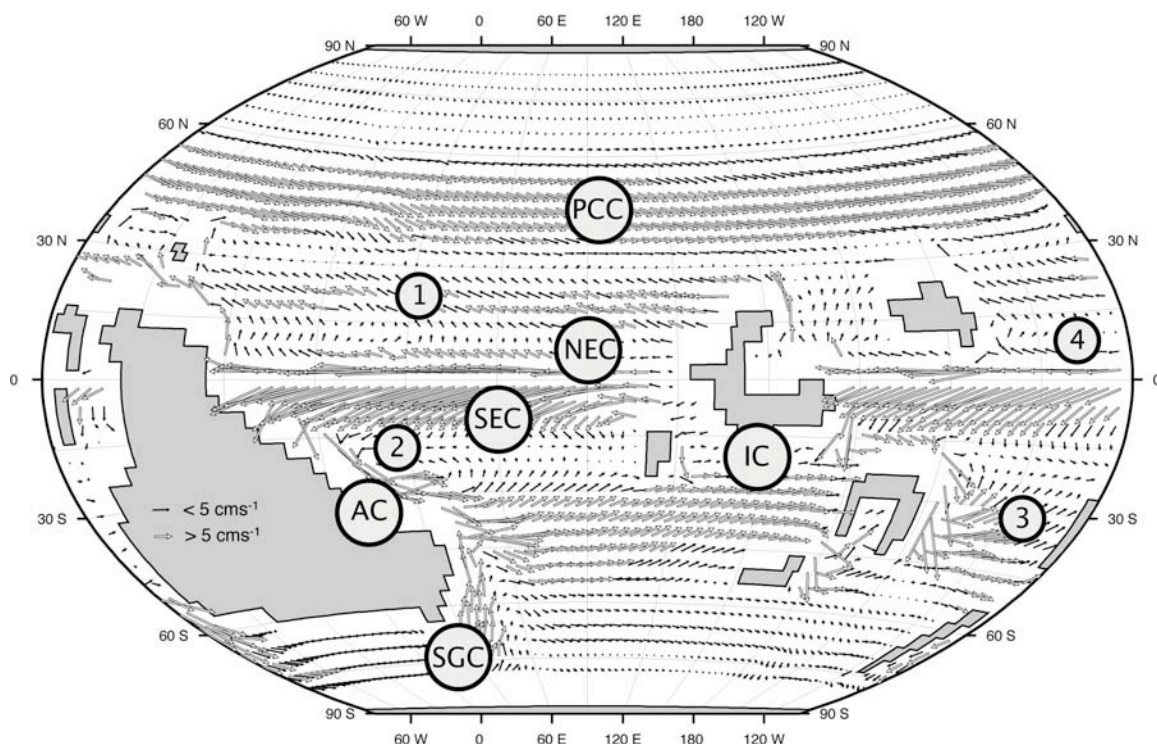 60 W 0 60 E 120 E 180 120 W
90 N 90 N
60 N 60 N
PCC
30 N 30 N
1
4
NEC
0 0
SEC
2
IC
AC
3
< 5 cms-1
30 S 30 S
> 5 cms-1
60 S 60 S
SGC
90 S 90 S
60 W 0 60 E 120 E 180 120 W